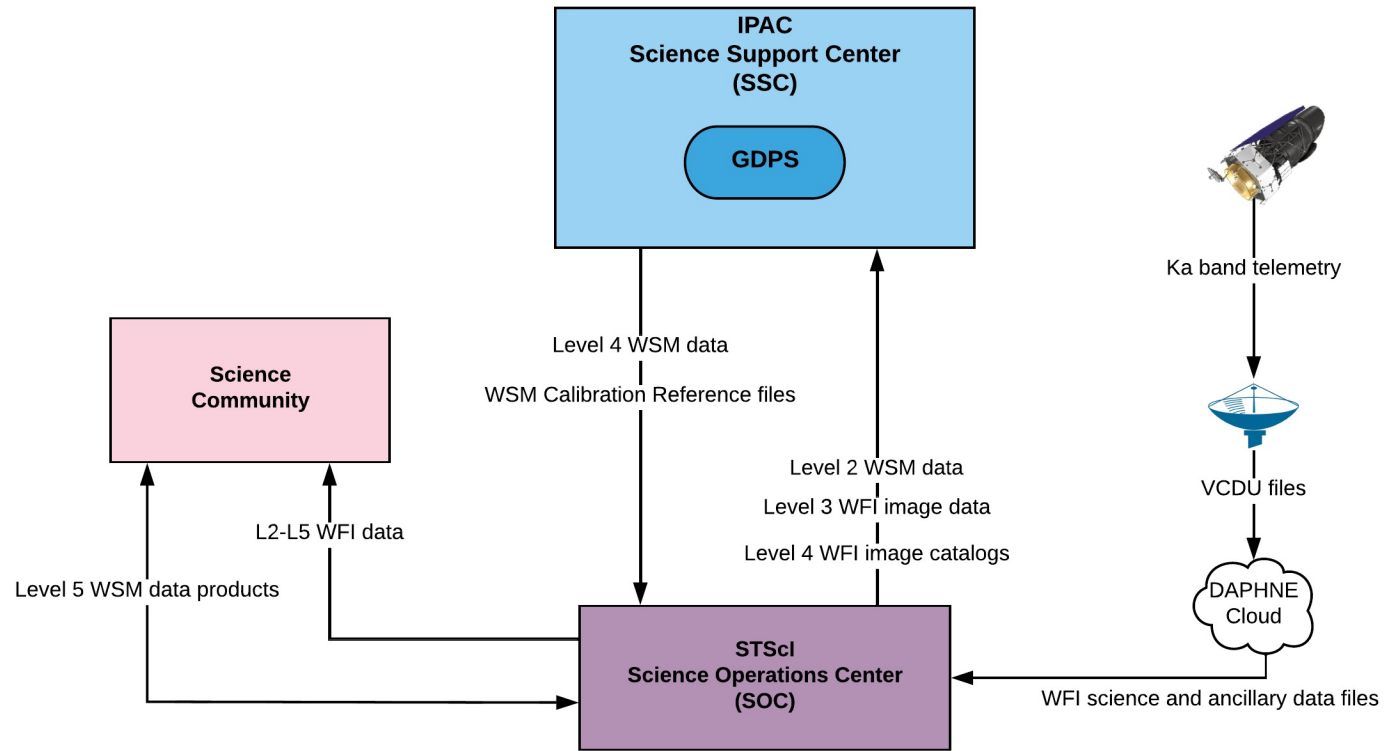 IPAC
Science Support Center
(SSC)
GDPS
Ka band telemetry
Level 4 WSM data
WSM Calibration Reference files
Science
Community
Level 2 WSM data
Level 3 WFI image data
Level 4 WFI image catalogs
VCDU files
L2-L5 WFI data
Level 5 WSM data products
DAPHNE
Cloud
STScI
Science Operations Center
(SOC)
WFI science and ancillary data files